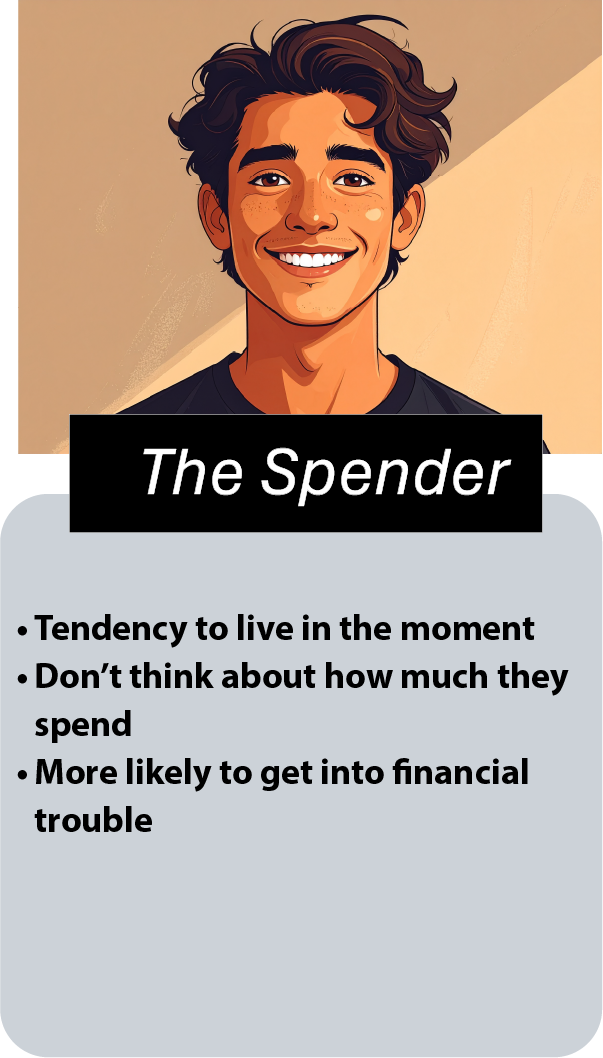 The Spender
• Tendency to live in the moment
• Don’t think about how much they
spend
• More likely to get into financial
trouble